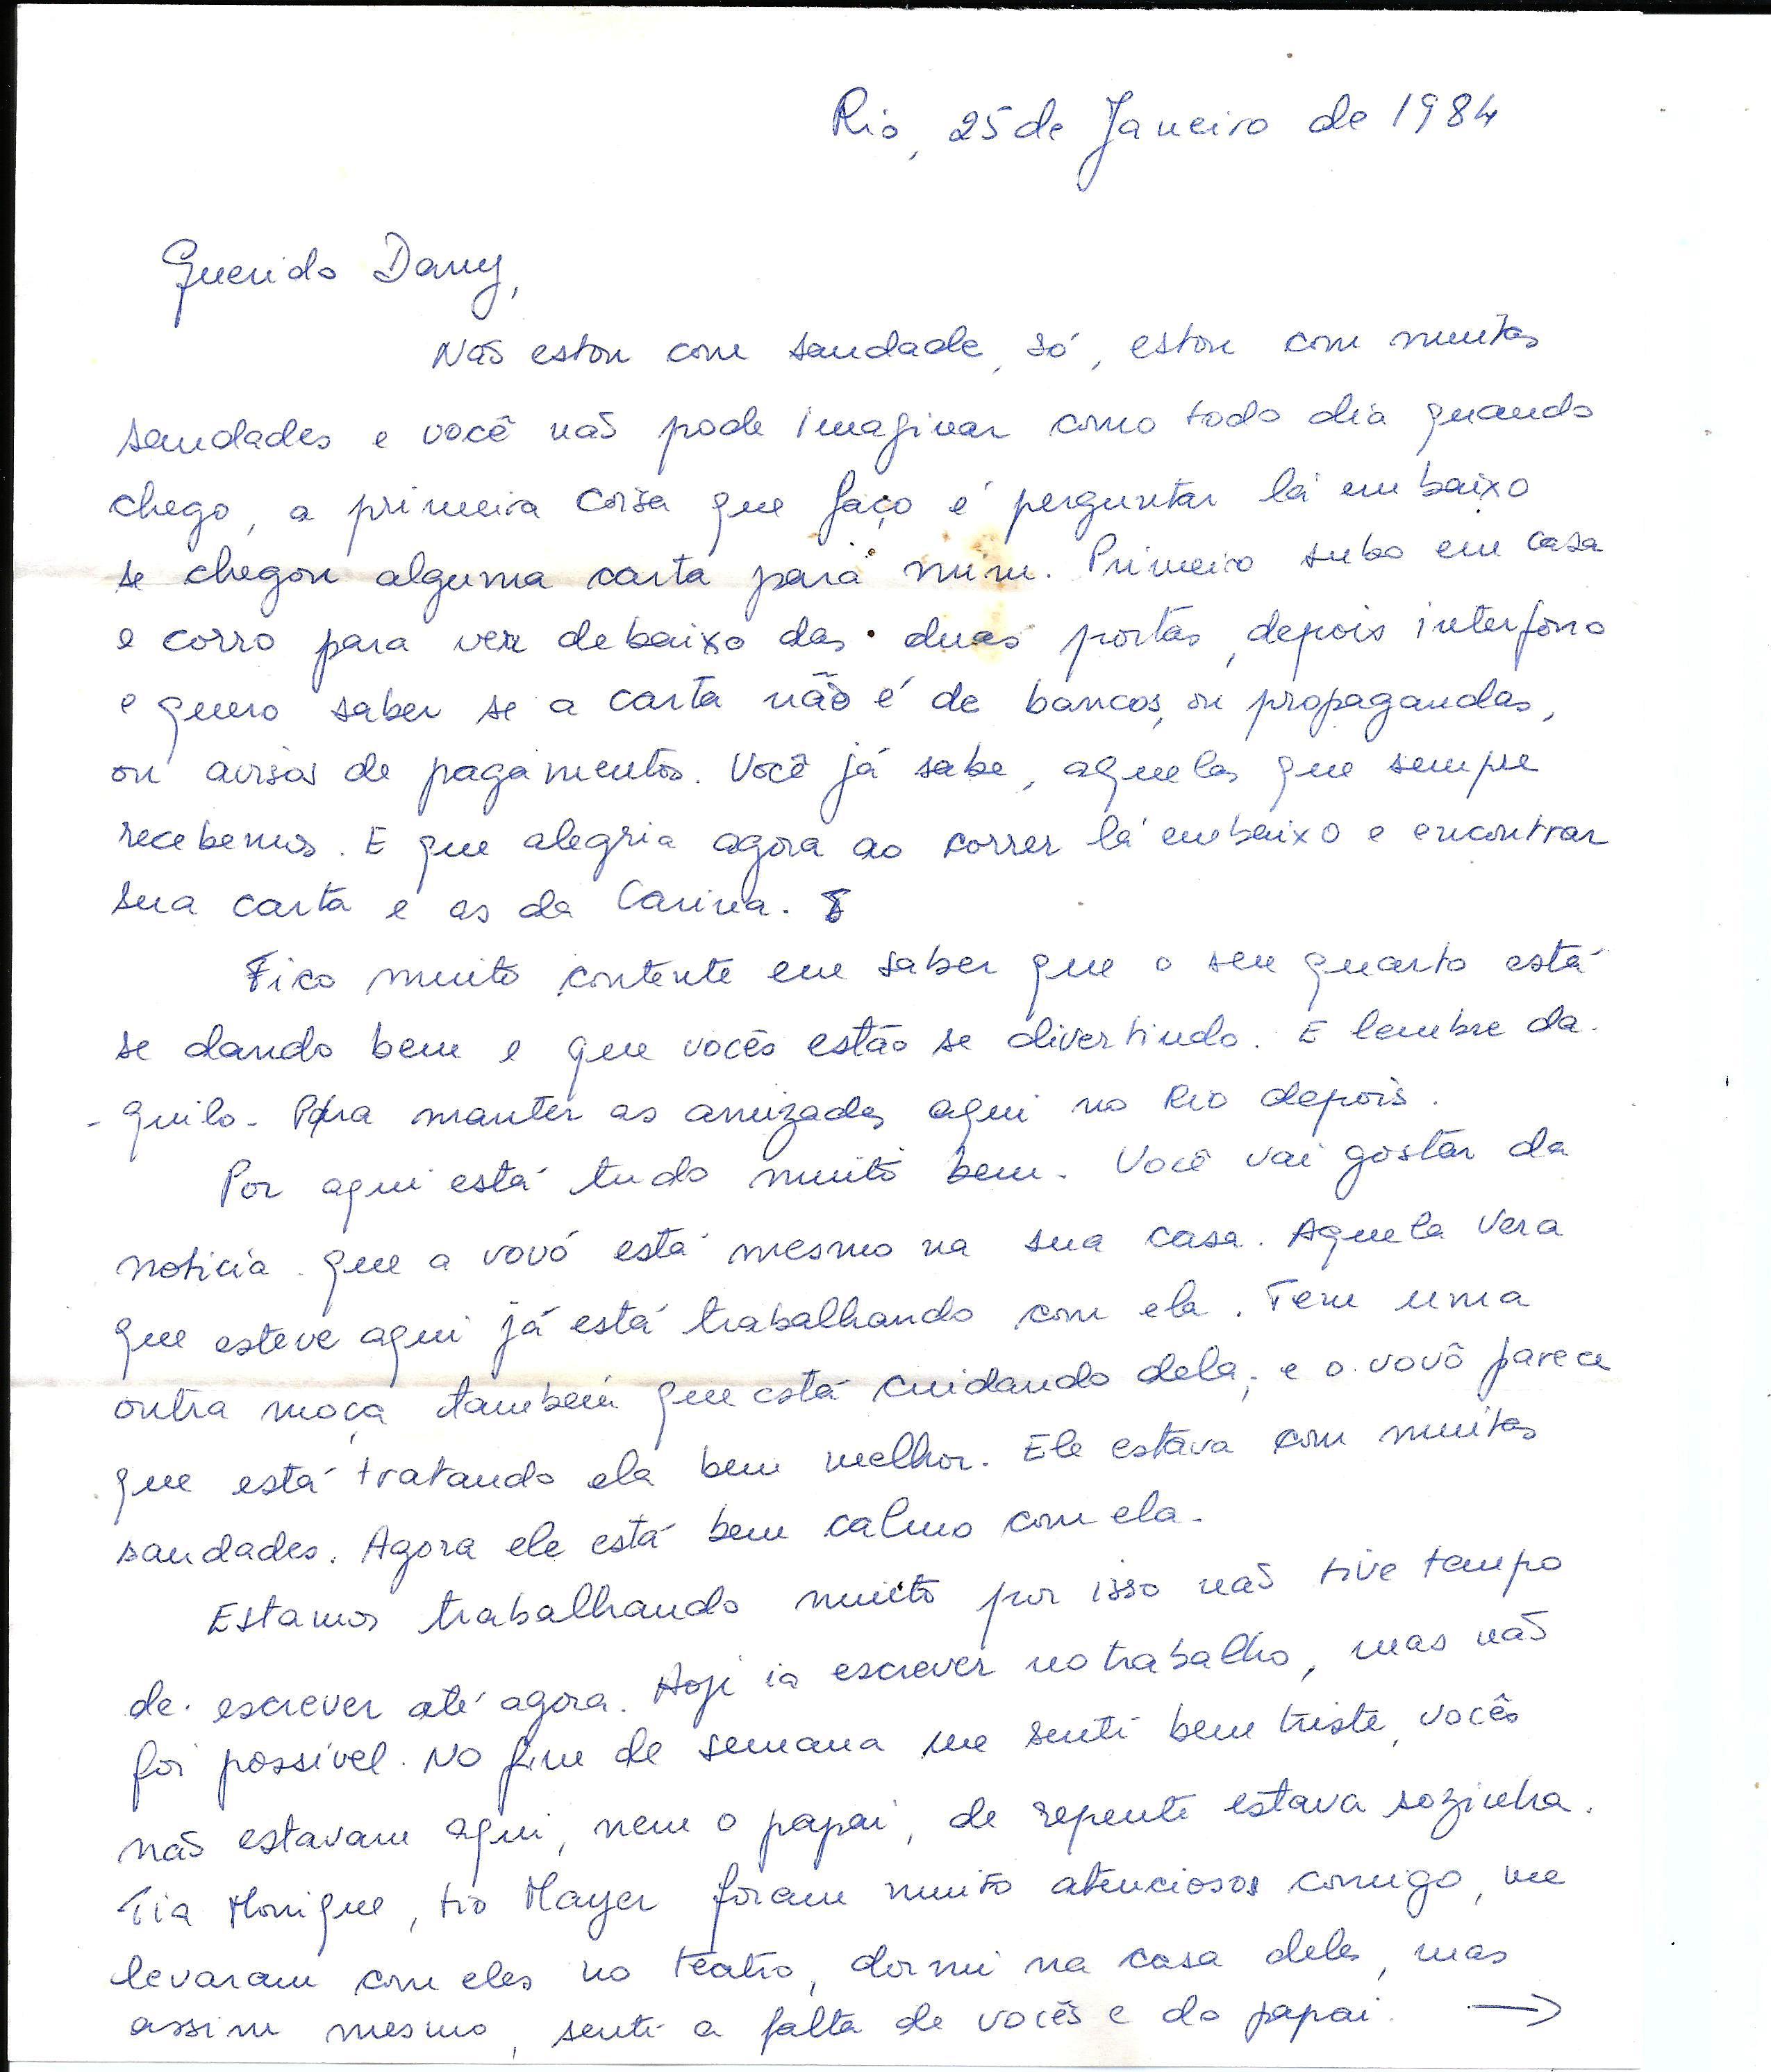 Rio, 25 de Janeiro de 1984
Querido Dany,
Não estou com saudade, só, estou com muitas
saudades e você não pode imaginar como todo dia quando
chego, a primeira coisa que faço é perguntar lá embaixo
se chegou alguma carta para mim. Primeiro subo em casa
e corro para ver debaixo das duas portas, depois interfono
e quero saber se a carta não é de bancos, ou propagandas,
ou avisos de pagamentos. Você já sabe, aquelas que sempre
recebemos. E que alegria agora ao correr lá embaixo e encontrar
sua carta e as da Carina.
Fico muito contente em saber que o seu quarto está
se dando bem e que vocês estão se divertindo. E lembre da-
-quilo- Para manter as amizades aqui no Rio depois.
Por aqui está tudo muito bem. Você vai gostar da
noticia que a vovó está mesmo na sua casa. Aquela Vera
que esteve aqui já está trabalhando com ela. Tem uma
outra moça também que está cuidando dela, e o vovô parece
que está tratando ela bem melhor. Ele estava com muitas
saudades. Agora ele está bem calmo com ela.
Estamos trabalhando muito por isso não tive tempo
de escrever até agora. Hoje ia escrever no trabalho, mas não
foi possível. No fim de semana me senti bem triste, vocês
não estavam aqui, nem o papai, de repente estava sozinha.
Tia Monique, tio Mayer foram muito atenciosos comigo, me
levaram com eles no teatro, dormi na casa deles, mas
assim mesmo, senti a falta de vocês e do papai. →